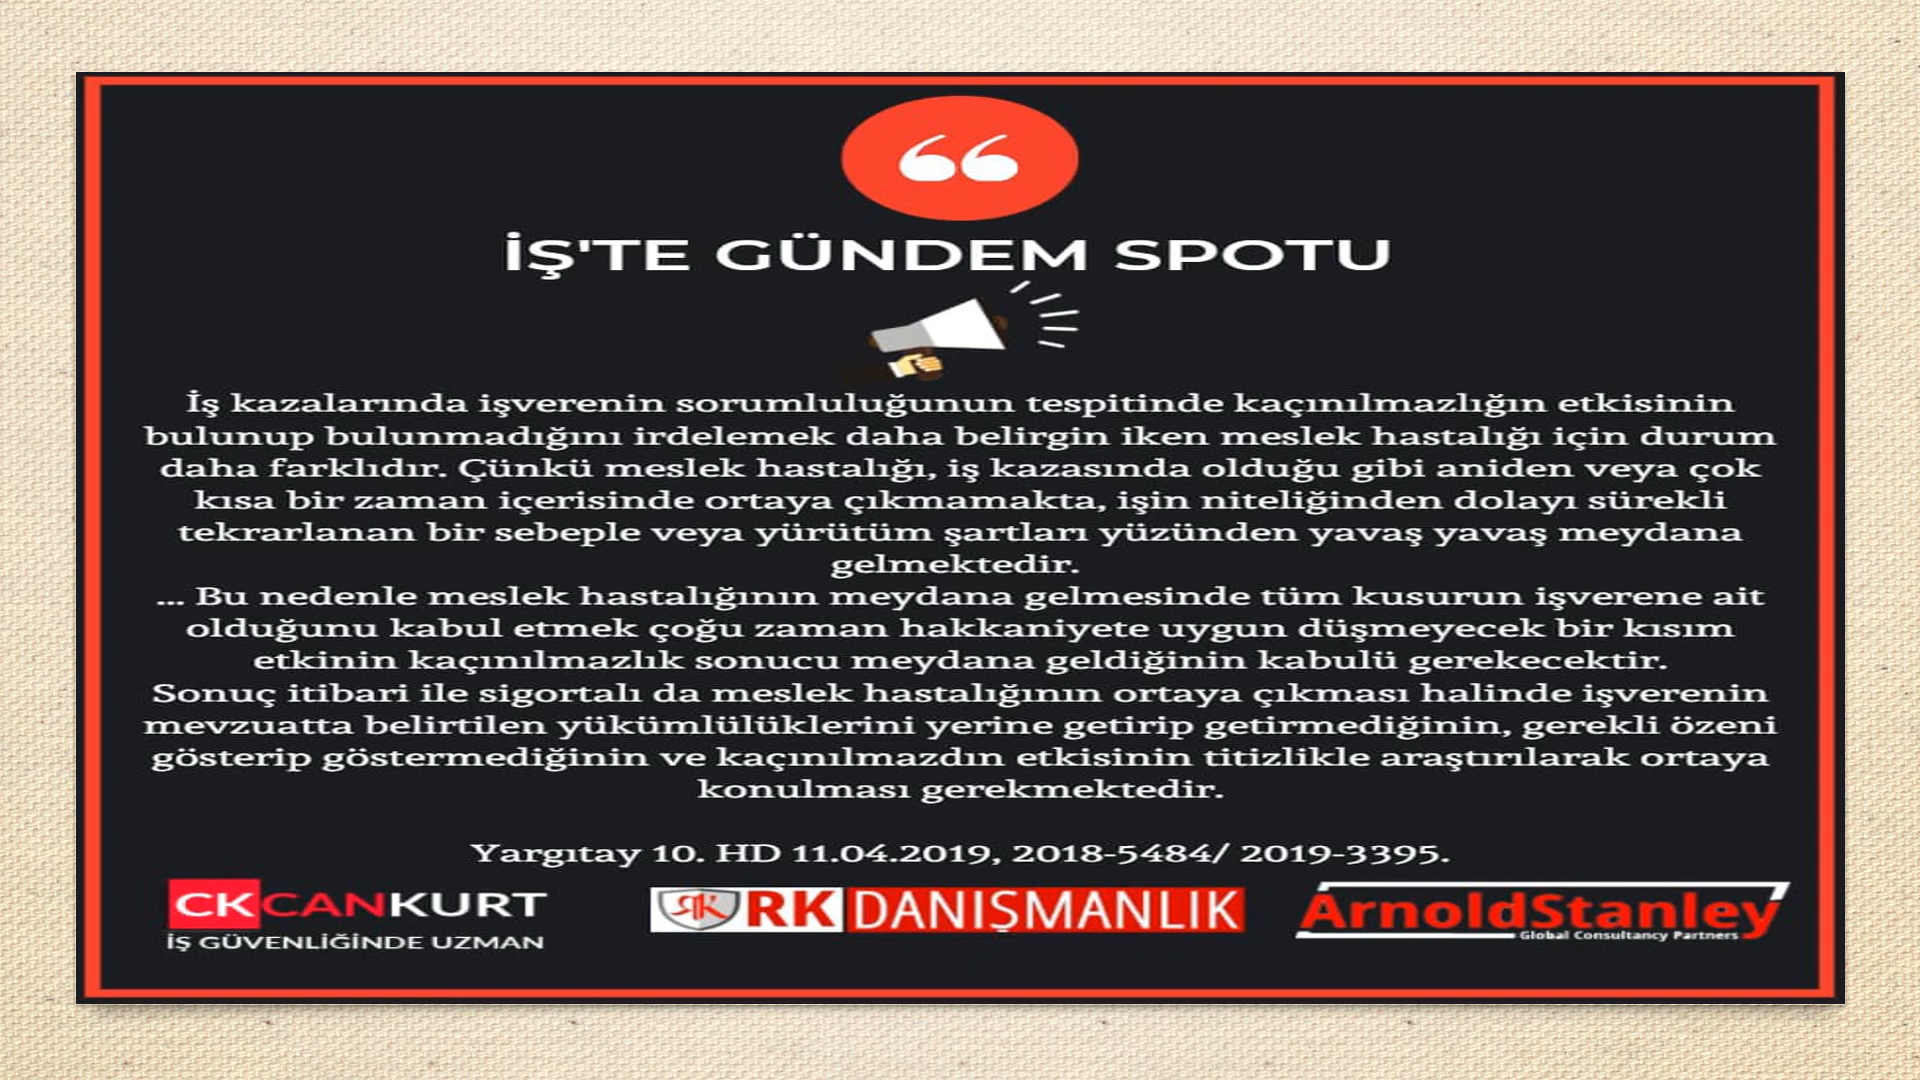 İŞ'TE GÜNDEM SPOTU
İş kazalarında işverenin sorumluluğunun tespitinde kaçınılmazlığın etkisinin
bulunup bulunmadığını irdelemek daha belirgin iken meslek hastalığı için durum
daha farklıdır. Çünkü meslek hastalığı, iş kazasında olduğu gibi aniden veya çok
kısa bir zaman içerisinde ortaya çıkmamakta, işin niteliğinden dolayı sürekli
tekrarlanan bir sebeple veya yürütüm şartları yüzünden yavaş yavaş meydana
gelmektedir.
... Bu nedenle meslek hastalığının meydana gelmesinde tüm kusurun işverene ait
olduğunu kabul etmek çoğu zaman hakkaniyete uygun düşmeyecek bir kısım
etkinin kaçınılmazlık sonucu meydana geldiğinin kabulü gerekecektir.
Sonuç itibari ile sigortalı da meslek hastalığının ortaya çıkması halinde işverenin
mevzuatta belirtilen yükümlülüklerini yerine getirip getirmediğinin, gerekli özeni
gösterip göstermediğinin ve kaçınılmazdın etkisinin titizlikle araştırılarak ortaya
konulması gerekmektedir.
Yargıtay 10. HD 11.04.2019, 2018-5484/ 2019-3395.
CKCANKURT
İŞ GÜVENLİĞİNDE UZMAN
RK RK DANIŞMANLIK
ArnoldStanley
Global Consultancy Partners